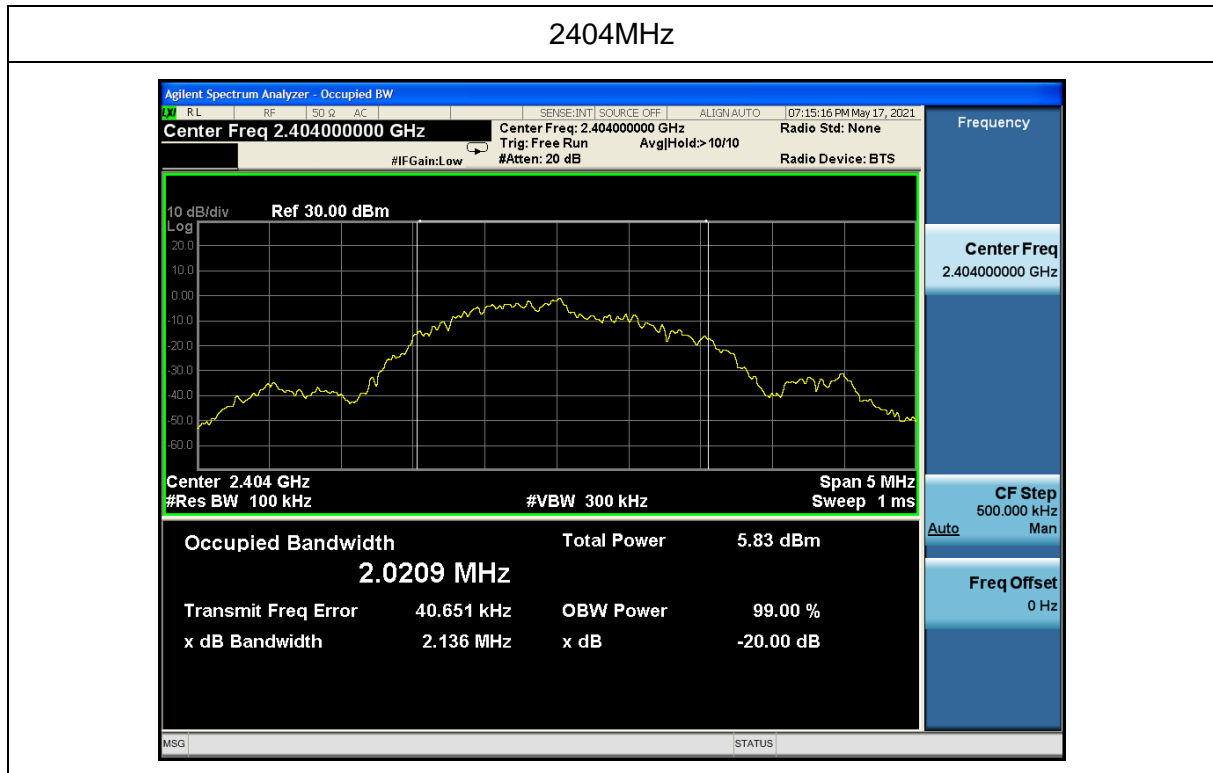 2404MHz
Agilent Spectrum Analyzer - Occupied BW
LXI RL RF 50 Ω AC SENSE:INT SOURCE OFF ALIGN AUTO 07:15:16 PM May 17, 2021
Center Freq 2.404000000 GHz Center Freq: 2.404000000 GHz Radio Std: None
Trig: Free Run Avg|Hold:>10/10
#IFGain:Low #Atten: 20 dB Radio Device: BTS
10 dB/div Ref 30.00 dBm
Log
20.0
10.0
0.00
-10.0
-20.0
-30.0
-40.0
-50.0
-60.0
Center 2.404 GHz Span 5 MHz
#Res BW 100 kHz #VBW 300 kHz Sweep 1 ms
Occupied Bandwidth Total Power 5.83 dBm
2.0209 MHz
Transmit Freq Error 40.651 kHz OBW Power 99.00 %
x dB Bandwidth 2.136 MHz x dB -20.00 dB
Frequency
Center Freq
2.404000000 GHz
CF Step
500.000 kHz
Auto Man
Freq Offset
0 Hz
MSG STATUS